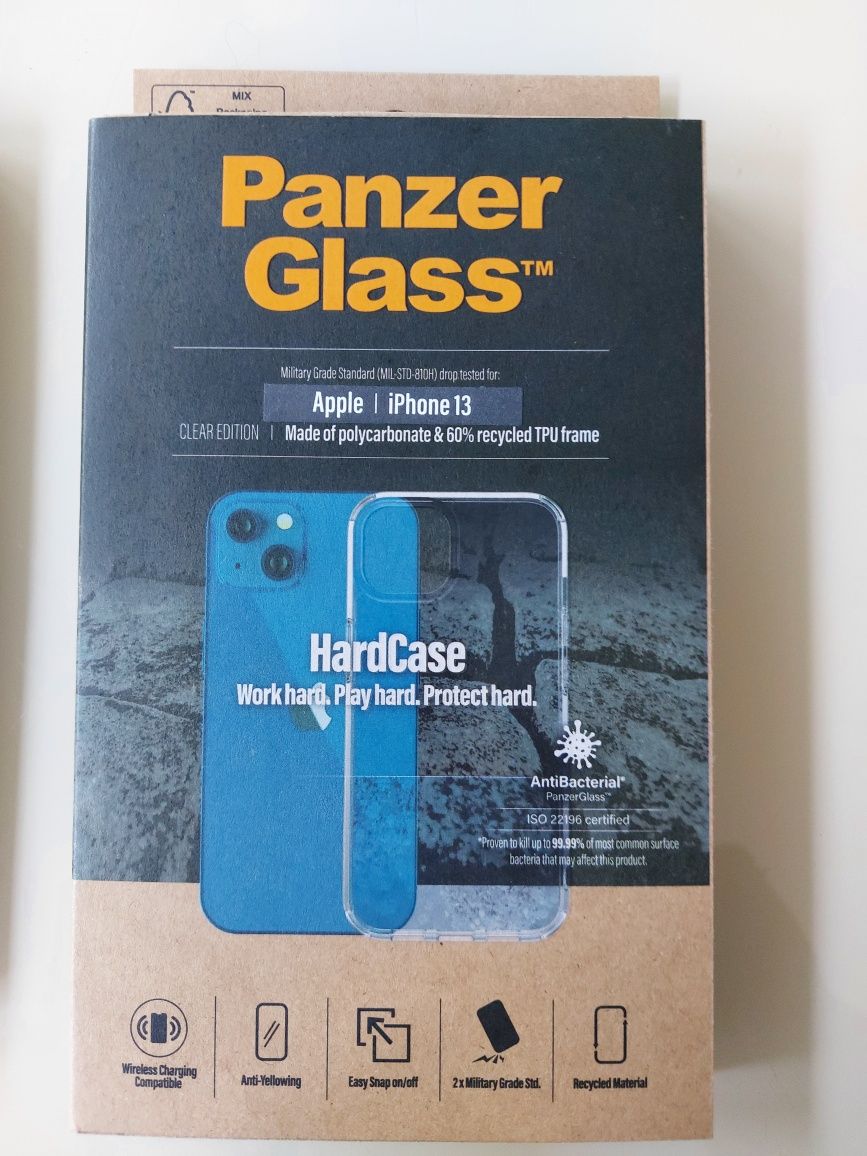 MIX
Panzer
Glass™
Military Grade Standard (MIL-STD-810H) drop tested for:
Apple | iPhone 13
CLEAR EDITION | Made of polycarbonate & 60% recycled TPU frame
HardCase
Work hard. Play hard. Protect hard.
AntiBacterial*
PanzerGlass™
ISO 22196 certified
*Proven to kill up to 99.99% of most common surface
bacteria that may affect this product.
Wireless Charging
Compatible
Anti-Yellowing
Easy Snap on/off
2 x Military Grade Std.
Recycled Material